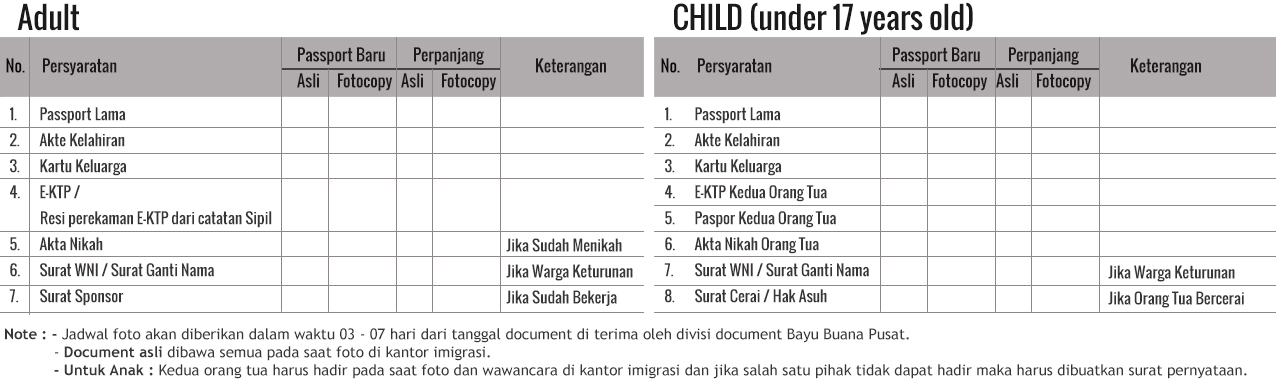 Adult
No. Persyaratan Passport Baru Perpanjang Keterangan
Asli Fotocopy Asli Fotocopy
1. Passport Lama
2. Akte Kelahiran
3. Kartu Keluarga
4. E-KTP /
Resi perekaman E-KTP dari catatan Sipil
5. Akta Nikah Jika Sudah Menikah
6. Surat WNI / Surat Ganti Nama Jika Warga Keturunan
7. Surat Sponsor Jika Sudah Bekerja
CHILD (under 17 years old)
No. Persyaratan Passport Baru Perpanjang Keterangan
Asli Fotocopy Asli Fotocopy
1. Passport Lama
2. Akte Kelahiran
3. Kartu Keluarga
4. E-KTP Kedua Orang Tua
5. Paspor Kedua Orang Tua
6. Akta Nikah Orang Tua
7. Surat WNI / Surat Ganti Nama Jika Warga Keturunan
8. Surat Cerai / Hak Asuh Jika Orang Tua Bercerai
Note : - Jadwal foto akan diberikan dalam waktu 03 - 07 hari dari tanggal document di terima oleh divisi document Bayu Buana Pusat.
- Document asli dibawa semua pada saat foto di kantor imigrasi.
- Untuk Anak : Kedua orang tua harus hadir pada saat foto dan wawancara di kantor imigrasi dan jika salah satu pihak tidak dapat hadir maka harus dibuatkan surat pernyataan.